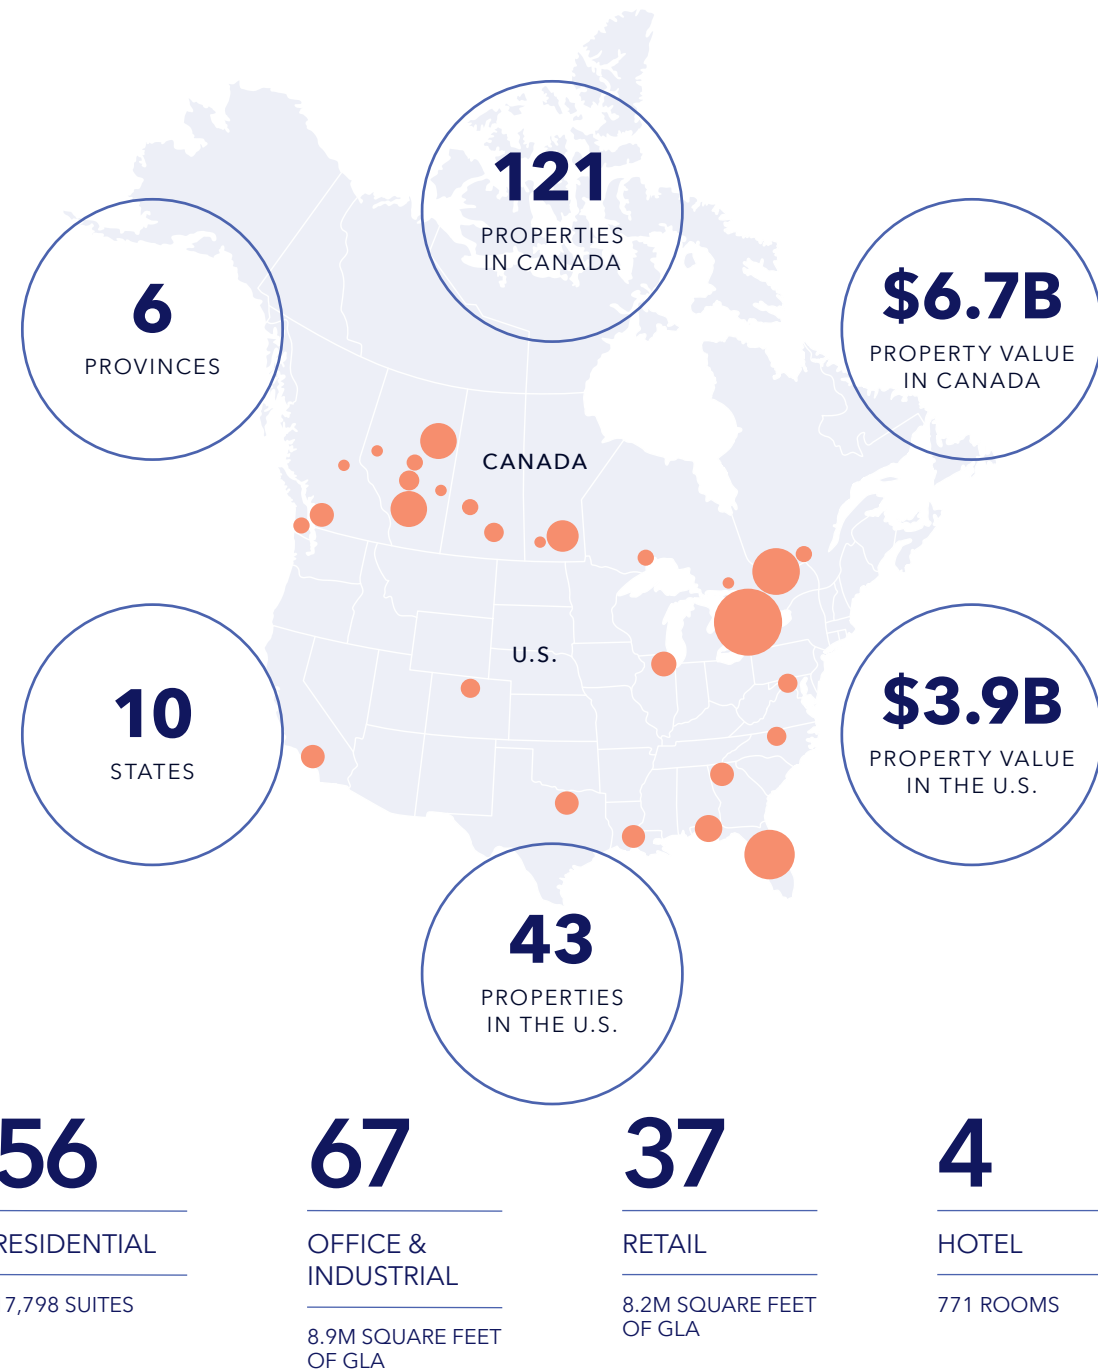 121
PROPERTIES
IN CANADA
6
PROVINCES
$6.7B
PROPERTY VALUE
IN CANADA
CANADA
U.S.
10
STATES
$3.9B
PROPERTY VALUE
IN THE U.S.
43
PROPERTIES
IN THE U.S.
56
RESIDENTIAL
7,798 SUITES
67
OFFICE &
INDUSTRIAL
8.9M SQUARE FEET
OF GLA
37
RETAIL
8.2M SQUARE FEET
OF GLA
4
HOTEL
771 ROOMS